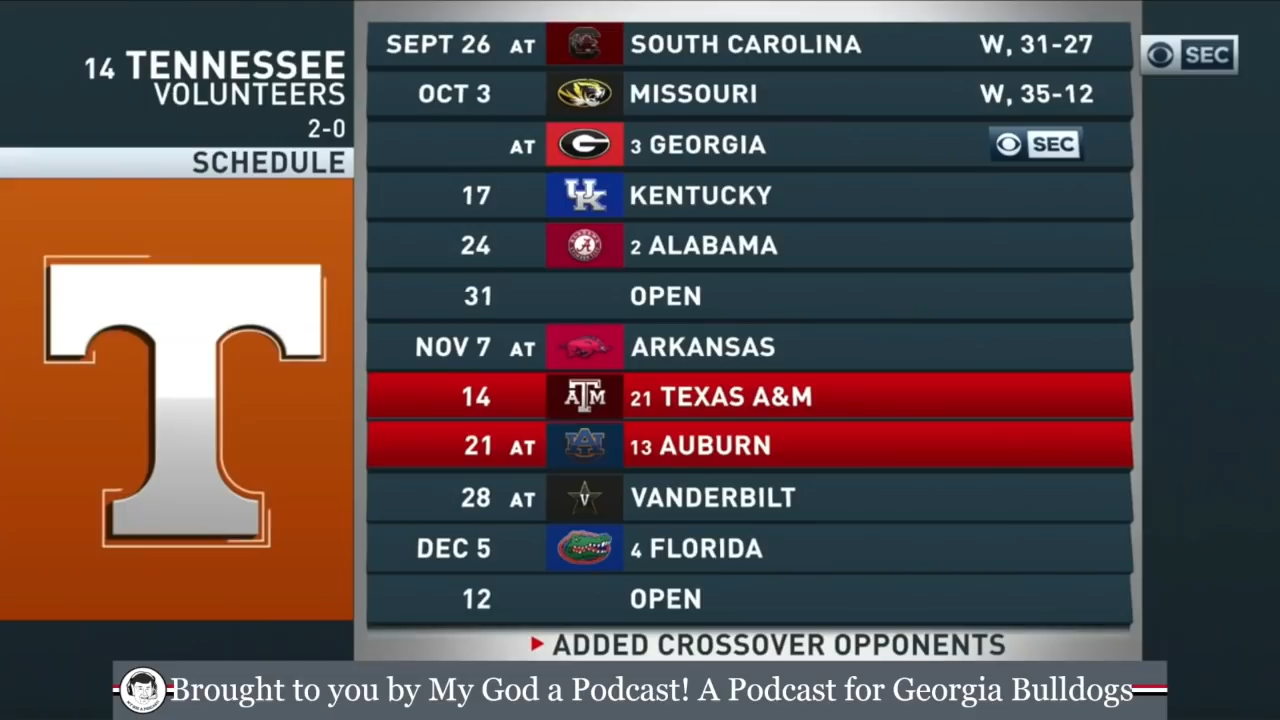 14 TENNESSEE
VOLUNTEERS
2-0
SCHEDULE
SEPT 26 AT SOUTH CAROLINA W, 31-27
OCT 3 MISSOURI W, 35-12
AT G 3 GEORGIA SEC
17 UK KENTUCKY
24 A 2 ALABAMA
31 OPEN
NOV 7 AT ARKANSAS
14 ATM 21 TEXAS A&M
21 AT AU 13 AUBURN
28 AT V VANDERBILT
DEC 5 4 FLORIDA
12 OPEN
ADDED CROSSOVER OPPONENTS
SEC
T
Brought to you by My God a Podcast! A Podcast for Georgia Bulldogs